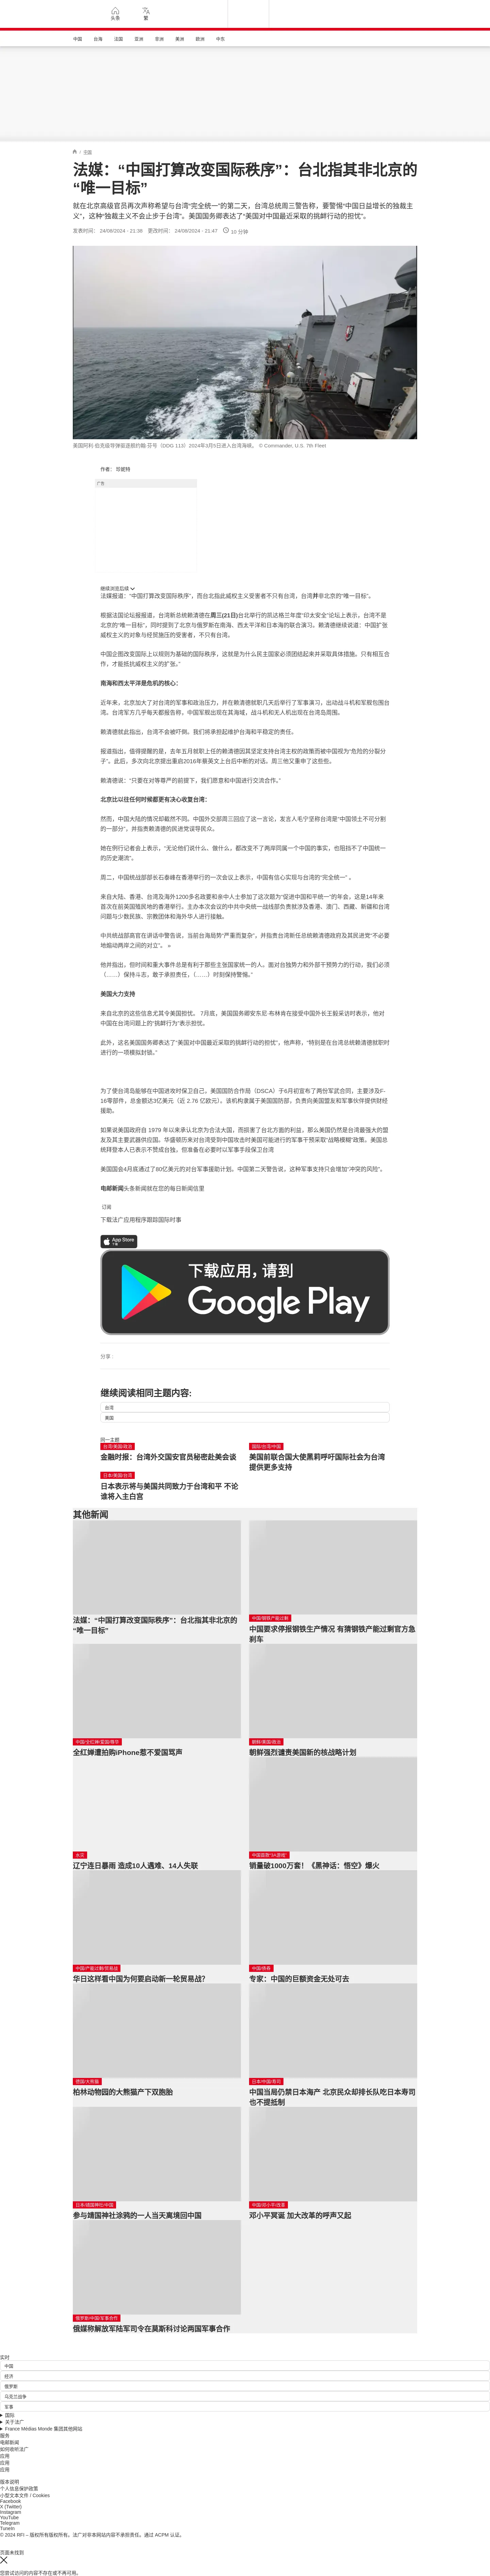 头条
繁
中国 台海 法国 亚洲 非洲 美洲 欧洲 中东
/ 中国
法媒：“中国打算改变国际秩序”：台北指其非北京的“唯一目标”
就在北京高级官员再次声称希望与台湾“完全统一”的第二天，台湾总统周三警告称，要警惕“中国日益增长的独裁主义”，这种“独裁主义不会止步于台湾”。美国国务卿表达了“美国对中国最近采取的挑衅行动的担忧”。
发表时间： 24/08/2024 - 21:36 更改时间： 24/08/2024 - 21:47 10 分钟
美国阿利·伯克级导弹驱逐舰约翰·芬号（DDG 113）2024年3月5日进入台湾海峡。 © Commander, U.S. 7th Fleet
作者：
广告
继续浏览后续
法媒报道：“中国打算改变国际秩序”，而台北指此威权主义受害者不只有台湾，台湾并非北京的“唯一目标”。
根据法国论坛报报道，台湾新总统赖清德在周三(21日)台北举行的凯达格兰年度“印太安全”论坛上表示，台湾不是北京的“唯一目标”，同时提到了北京与俄罗斯在南海、西太平洋和日本海的联合演习。赖清德继续说道：中国扩张威权主义的对象与经贸施压的受害者，不只有台湾。
中国企图改变国际上以规则为基础的国际秩序，这就是为什么民主国家必须团结起来并采取具体措施。只有相互合作，才能抵抗威权主义的扩张。”
南海和西太平洋是危机的核心：
近年来，北京加大了对台湾的军事和政治压力，并在赖清德就职几天后举行了军事演习，出动战斗机和军舰包围台湾。台湾军方几乎每天都报告称，中国军舰出现在其海域，战斗机和无人机出现在台湾岛周围。
赖清德就此指出，台湾不会被吓倒。我们将承担起维护台海和平稳定的责任。
报道指出，值得提醒的是，去年五月就职上任的赖清德因其坚定支持台湾主权的政策而被中国视为“危险的分裂分子”。此后，多次向北京提出重启2016年蔡英文上台后中断的对话。周三他又重申了这些些。
赖清德说：“只要在对等尊严的前提下，我们愿意和中国进行交流合作。”
北京比以往任何时候都更有决心收复台湾：
然而，中国大陆的情况却截然不同。中国外交部周三回应了这一言论，发言人毛宁坚称台湾是“中国领土不可分割的一部分”，并指责赖清德的民进党误导民众。
她在例行记者会上表示，“无论他们说什么、做什么，都改变不了两岸同属一个中国的事实，也阻挡不了中国统一的历史潮流”。
周二，中国统战部部长石泰峰在香港举行的一次会议上表示，中国有信心实现与台湾的“完全统一” 。
来自大陆、香港、台湾及海外1200多名政要和亲中人士参加了这次题为“促进中国和平统一”的年会，这是14年来首次在前英国殖民地的香港举行。主办本次会议的中共中央统一战线部负责就涉及香港、澳门、西藏、新疆和台湾问题与少数民族、宗教团体和海外华人进行接触。
中共统战部高官在讲话中警告说，当前台海局势“严重而复杂”，并指责台湾新任总统赖清德政府及其民进党“不必要地煽动两岸之间的对立”。 »
他并指出，但时间和重大事件总是有利于那些主张国家统一的人。面对台独势力和外部干预势力的行动，我们必须（……）保持斗志，敢于承担责任，（……）时刻保持警惕。”
美国大力支持
来自北京的这些信息尤其令美国担忧。 7月底，美国国务卿安东尼·布林肯在接受中国外长王毅采访时表示，他对中国在台湾问题上的“挑衅行为”表示担忧。
此外，这名美国国务卿表达了“美国对中国最近采取的挑衅行动的担忧”，他声称，“特别是在台湾总统赖清德就职时进行的一项模拟封锁。”
为了使台湾岛能够在中国进攻时保卫自己，美国国防合作局（DSCA）于6月初宣布了两份军武合同，主要涉及F-16零部件，总金额达3亿美元（近 2.76 亿欧元）。该机构隶属于美国国防部，负责向美国盟友和军事伙伴提供财经援助。
如果说美国政府自 1979 年以来承认北京为合法大国，而损害了台北方面的利益，那么美国仍然是台湾最强大的盟友及其主要武器供应国。华盛顿历来对台湾受到中国攻击时美国可能进行的军事干预采取“战略模糊”政策。美国总统拜登本人已表示不赞成台独，但准备在必要时以军事手段保卫台湾
美国国会4月底通过了80亿美元的对台军事援助计划。中国第二天警告说，这种军事支持只会增加“冲突的风险”。
电邮新闻头条新闻就在您的每日新闻信里
订阅
下载法广应用程序跟踪国际时事
App Store
下载
下载应用，请到
Google Play
分享 :
继续阅读相同主题内容:
台湾
美国
同一主题
台湾/美国/政治
金融时报：台湾外交国安官员秘密赴美会谈
国际/台湾/中国
美国前联合国大使黑莉呼吁国际社会为台湾提供更多支持
日本/美国/台湾
日本表示将与美国共同致力于台湾和平 不论谁将入主白宫
其他新闻
法媒：“中国打算改变国际秩序”：台北指其非北京的“唯一目标”
中国/钢铁产能过剩
中国要求停报钢铁生产情况 有猜钢铁产能过剩官方急刹车
中国/全红婵/爱国/青苹
全红婵遭拍购iPhone惹不爱国骂声
朝鲜/美国/政治
朝鲜强烈谴责美国新的核战略计划
水灾
辽宁连日暴雨 造成10人遇难、14人失联
中国首款“3A游戏”
销量破1000万套！《黑神话：悟空》爆火
中国/产能过剩/贸易战
华日这样看中国为何要启动新一轮贸易战？
中国/债券
专家：中国的巨额资金无处可去
德国/大熊猫
柏林动物园的大熊猫产下双胞胎
日本/中国/寿司
中国当局仍禁日本海产 北京民众却排长队吃日本寿司也不提抵制
日本/靖国神社/中国
参与靖国神社涂鸦的一人当天离境回中国
中国/邓小平/改革
邓小平冥诞 加大改革的呼声又起
俄罗斯/中国/军事合作
俄媒称解放军陆军司令在莫斯科讨论两国军事合作
实时
中国
经济
俄罗斯
乌克兰战争
军事
国际
关于法广
France Médias Monde 集团其他网站
服务
电邮新闻
如何收听法广
应用
应用
应用
版本说明
个人信息保护政策
小型文本文件 / Cookies
Facebook
X (Twitter)
Instagram
YouTube
Telegram
TuneIn
© 2024 RFI – 版权所有版权所有。法广对非本网站内容不承担责任。通过 ACPM 认证。
页面未找到
您尝试访问的内容不存在或不再可用。